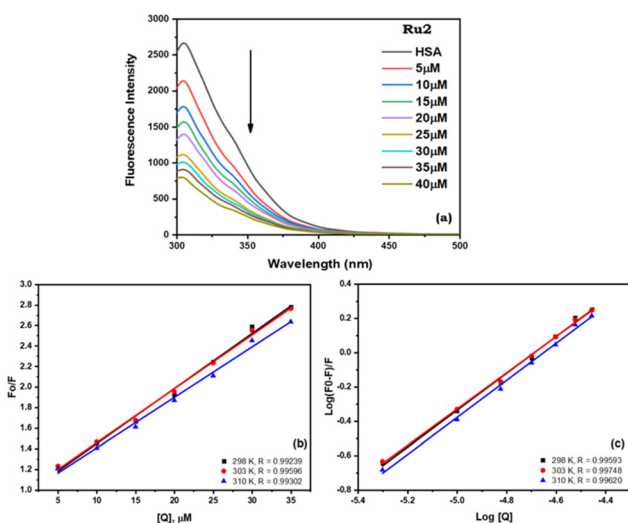 Ru2
HSA
5μM
10μM
15μM
20μM
25μM
30μM
35μM
40μM
(a)
Fluorescence Intensity
3000
2500
2000
1500
1000
500
0
300 350 400 450 500
Wavelength (nm)
Fo/F
3.0
2.8
2.6
2.4
2.2
2.0
1.8
1.6
1.4
1.2
1.0
(b)
298 K, R = 0.99239
303 K, R = 0.99596
310 K, R = 0.99302
0 5 10 15 20 25 30 35
[Q], μM
Log(F0-F)/F
0.4
0.2
0.0
-0.2
-0.4
-0.6
-0.8
(c)
298 K, R = 0.99593
303 K, R = 0.99748
310 K, R = 0.99620
-5.4 -5.2 -5.0 -4.8 -4.6 -4.4
Log [Q]